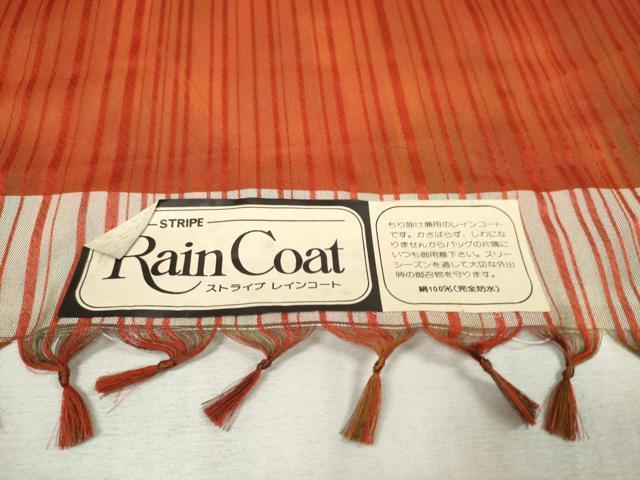 STRIPE
Rain Coat
ストライプ レインコート
ちり除け兼用のレインコート
です。かさばらず、しわにな
りませんからバッグの片隅に
いつも御用意下さい。スリー
シーズンを通して大切な外出
時の御召物を守ります。
絹100%(完全防水)